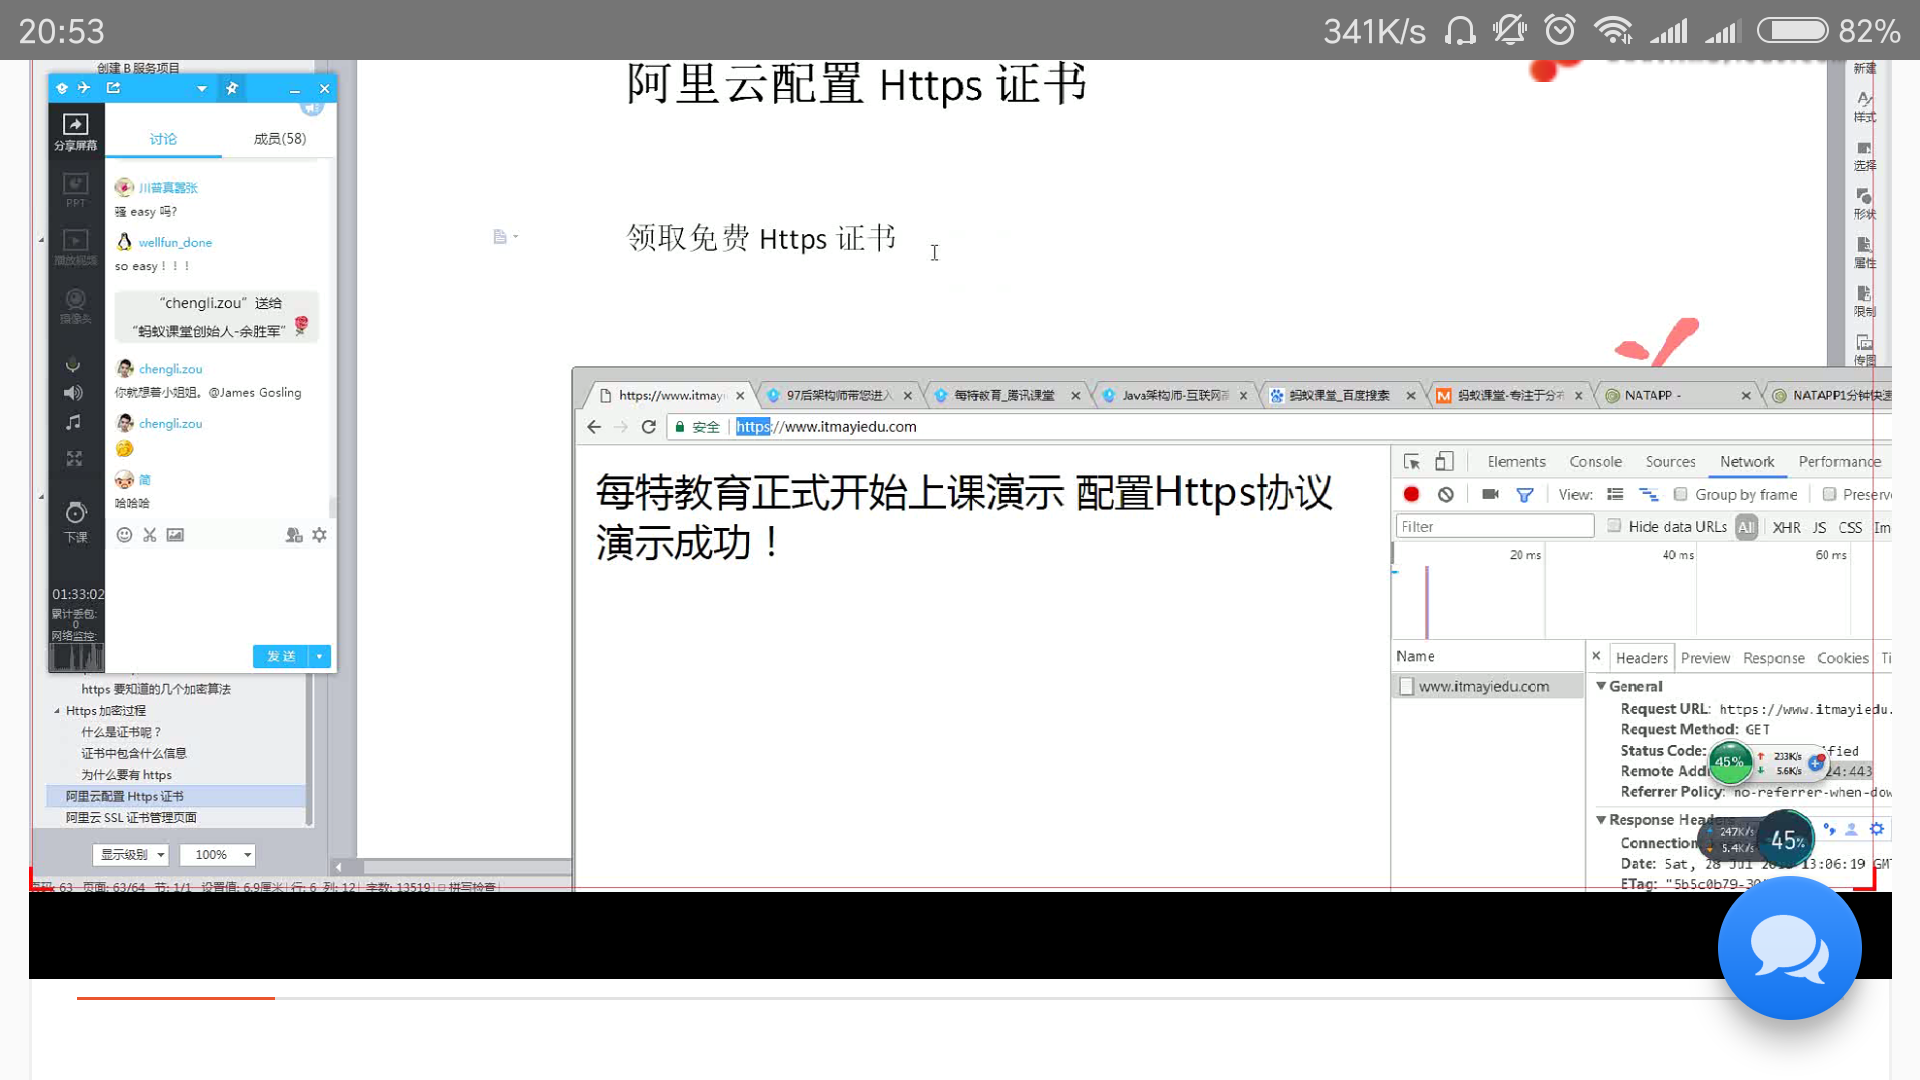 20:53
341K/s
82%
创建 B 服务项目
讨论
成员(58)
分享屏幕
PPT
播放视频
摄像头
下课
01:33:02
累计丢包:
0
网络监控:
川普真嚣张
骚 easy 吗?
wellfun_done
so easy！！！
“chengli.zou” 送给
“蚂蚁课堂创始人-余胜军”
chengli.zou
你就想着小姐姐。@James Gosling
chengli.zou
简
哈哈哈
发 送
https 要知道的几个加密算法
Https 加密过程
什么是证书呢？
证书中包含什么信息
为什么要有 https
阿里云配置 Https 证书
阿里云 SSL 证书管理页面
显示级别
100%
63 页面: 63/64 节: 1/1 设置值: 6.9厘米 行: 6 列: 12 字数: 13519 拼写检查
阿里云配置 Https 证书
领取免费 Https 证书
新建
样式
选择
形状
属性
限制
传图
https://www.itmayi
97后架构师带您进入
每特教育_腾讯课堂
Java架构师-互联网
蚂蚁课堂_百度搜索
蚂蚁课堂-专注于分
NATAPP -
NATAPP1分钟快速
安全
https://www.itmayiedu.com
每特教育正式开始上课演示 配置Https协议
演示成功！
Elements Console Sources Network Performance
View: Group by frame Preserv
Filter
Hide data URLs All XHR JS CSS Im
20 ms
40 ms
60 ms
Name
www.itmayiedu.com
Headers Preview Response Cookies Ti
General
Request URL: https://www.itmayiedu.
Request Method: GET
Status Code: ified
Remote Add 24:443
Referrer Policy: no-referrer-when-dow
Response Heade
Connection
Date: Sat, 28 Jul 13:06:19 GM
ETag: "5b5c0b79-30
45%
233K/s
5.6K/s
247K/s
5.4K/s
45%